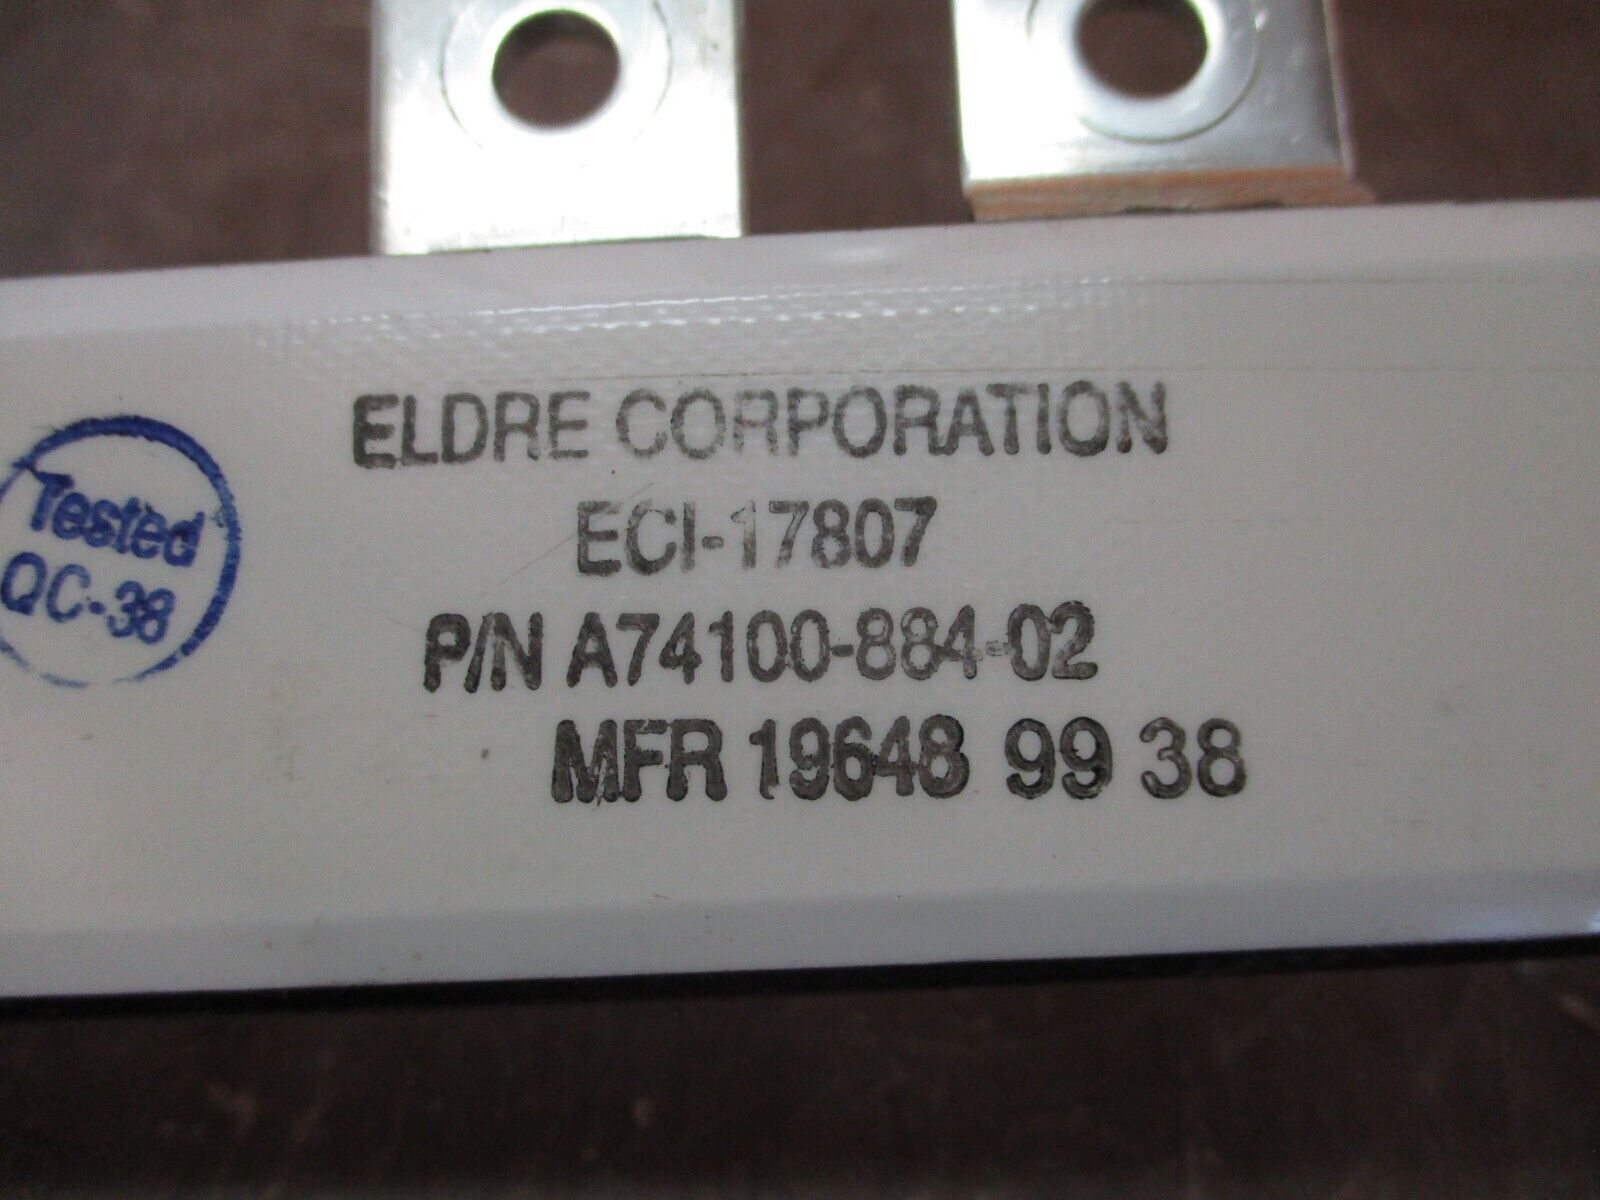 ELDRE CORPORATION
ECI-17807
P/N A74100-884-02
MFR 19648 99 38
Tested
QC-38